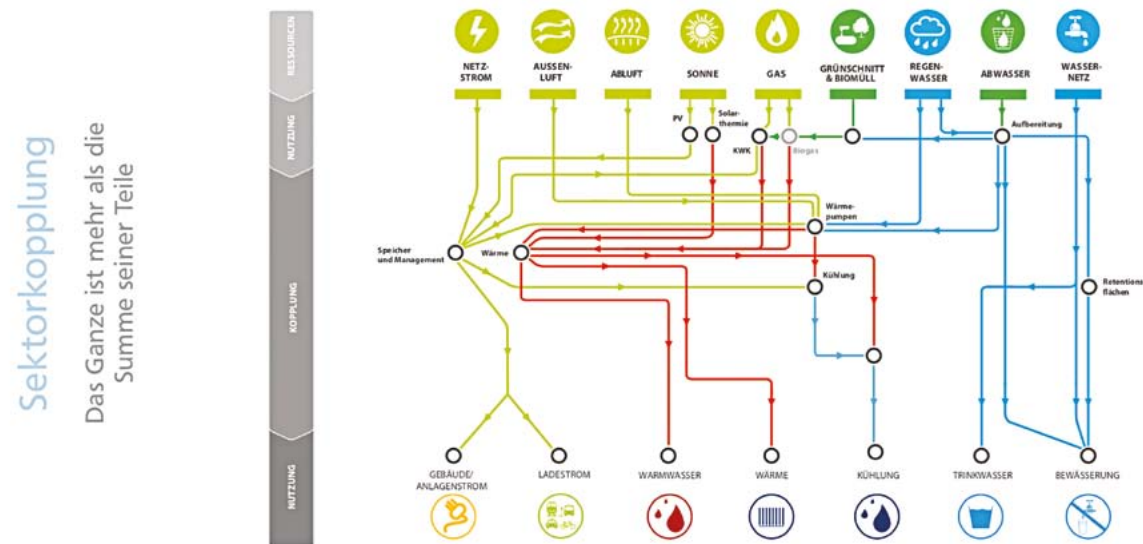 Sektorkopplung
Das Ganze ist mehr als die
Summe seiner Teile
RESSOURCEN
NUTZUNG
KOPPLUNG
NUTZUNG
NETZ-
STROM
AUSSEN-
LUFT
ABLUFT
SONNE
GAS
GRÜNSCHNITT
& BIOMÜLL
REGEN-
WASSER
ABWASSER
WASSER-
NETZ
PV
Solar-
thermie
KWK
Biogas
Aufbereitung
Wärme-
pumpen
Speicher
und Management
Wärme
Kühlung
Retentions
flächen
GEBÄUDE/
ANLAGENSTROM
LADESTROM
WARMWASSER
WÄRME
KÜHLUNG
TRINKWASSER
BEWÄSSERUNG